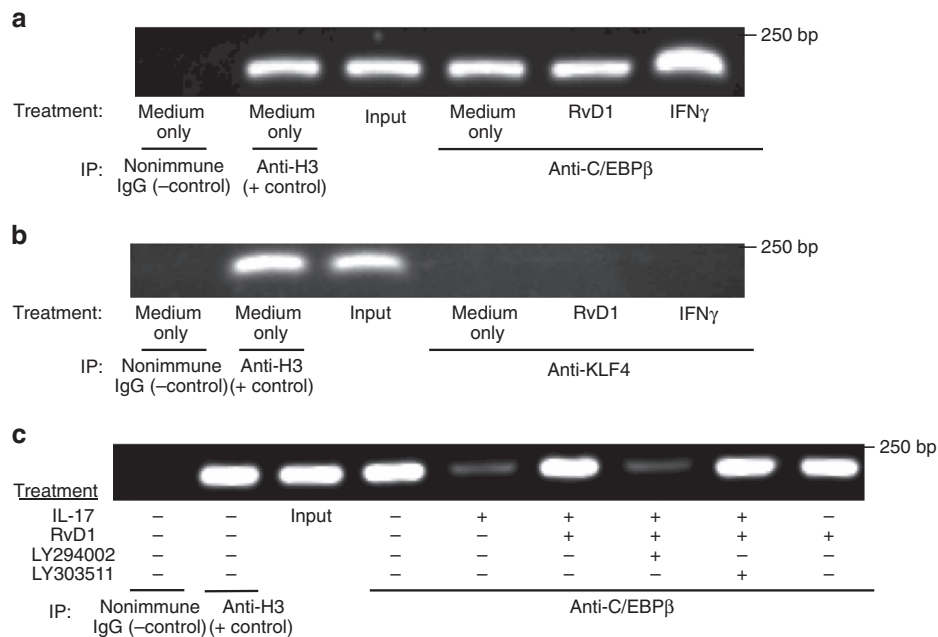 a
250 bp
Treatment: Medium only Medium only Input Medium only RvD1 IFNγ
IP: Nonimmune IgG (–control) Anti-H3 (+ control) Anti-C/EBPβ
b
250 bp
Treatment: Medium only Medium only Input Medium only RvD1 IFNγ
IP: Nonimmune IgG (–control) Anti-H3 (+ control) Anti-KLF4
c
250 bp
Treatment
IL-17 – – Input – + + + + –
RvD1 – – – – + + + +
LY294002 – – – – – + – –
LY303511 – – – – – – + –
IP: Nonimmune IgG (–control) Anti-H3 (+ control) Anti-C/EBPβ